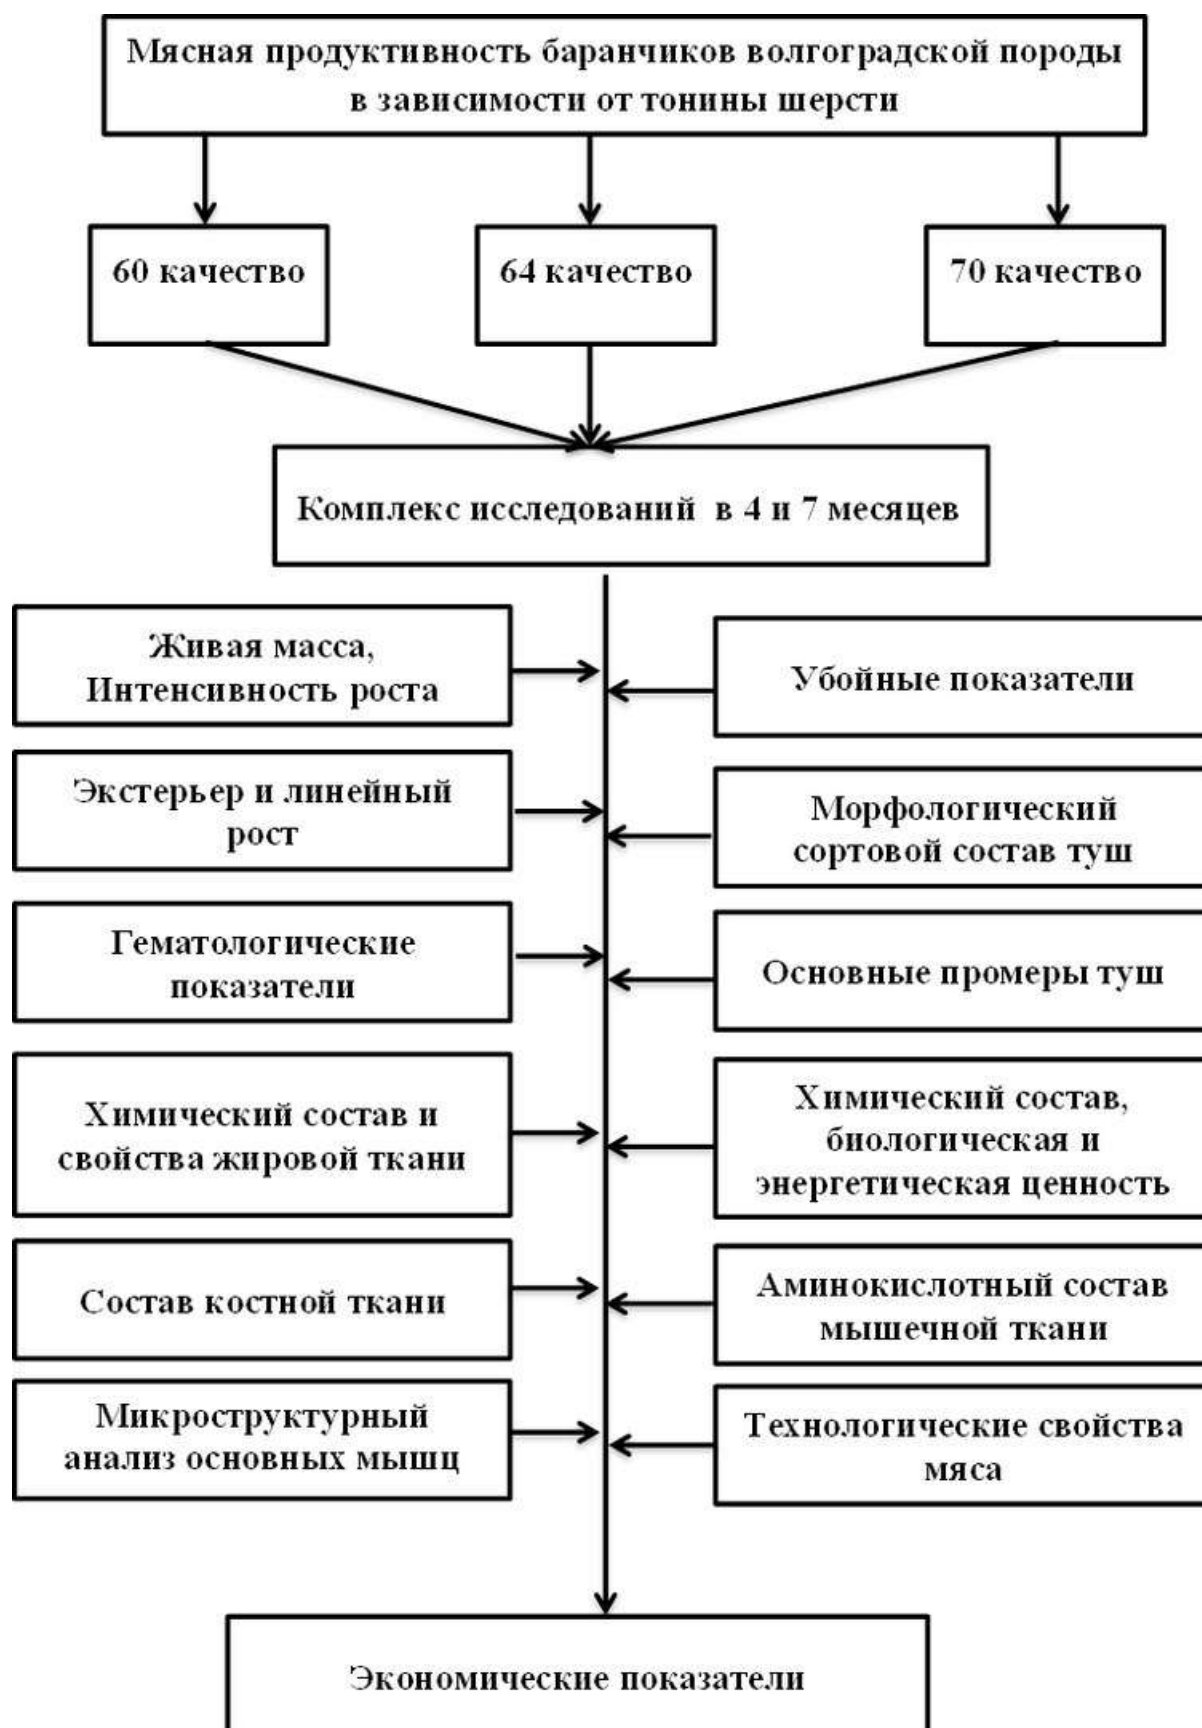 Мясная продуктивность баранчиков волгоградской породы
в зависимости от тонины шерсти
60 качество
64 качество
70 качество
Комплекс исследований в 4 и 7 месяцев
Живая масса,
Интенсивность роста
Убойные показатели
Экстерьер и линейный
рост
Морфологический
сортовой состав туш
Гематологические
показатели
Основные промеры туш
Химический состав и
свойства жировой ткани
Химический состав,
биологическая и
энергетическая ценность
Состав костной ткани
Аминокислотный состав
мышечной ткани
Микроструктурный
анализ основных мышц
Технологические свойства
мяса
Экономические показатели